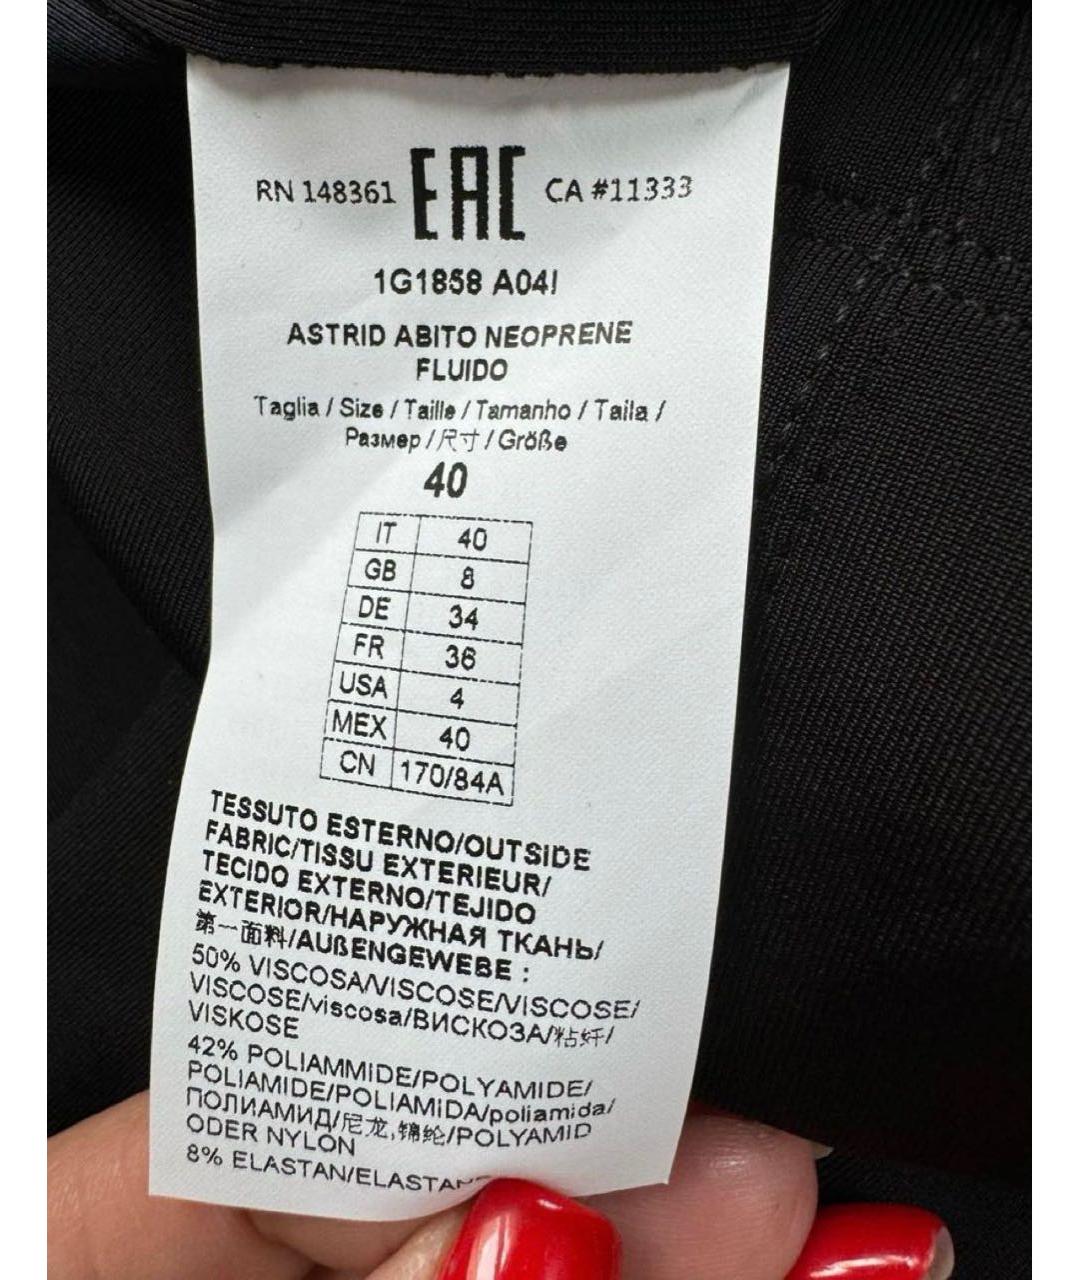 RN 148361 EAC CA #11333
1G1858 A04I
ASTRID ABITO NEOPRENE
FLUIDO
Taglia / Size / Taille / Tamanho / Talla /
Размер / 尺寸 / Größe
40
IT 40
GB 8
DE 34
FR 36
USA 4
MEX 40
CN 170/84A
TESSUTO ESTERNO/OUTSIDE
FABRIC/TISSU EXTERIEUR/
TECIDO EXTERNO/TEJIDO
EXTERIOR/НАРУЖНАЯ ТКАНЬ/
第一面料/AUßENGEWEBE :
50% VISCOSA/VISCOSE/VISCOSE/
VISCOSE/viscosa/ВИСКОЗА/粘纤/
VISKOSE
42% POLIAMMIDE/POLYAMIDE/
POLIAMIDE/POLIAMIDA/poliamida/
ПОЛИАМИД/尼龙,锦纶/POLYAMID
ODER NYLON
8% ELASTAN/